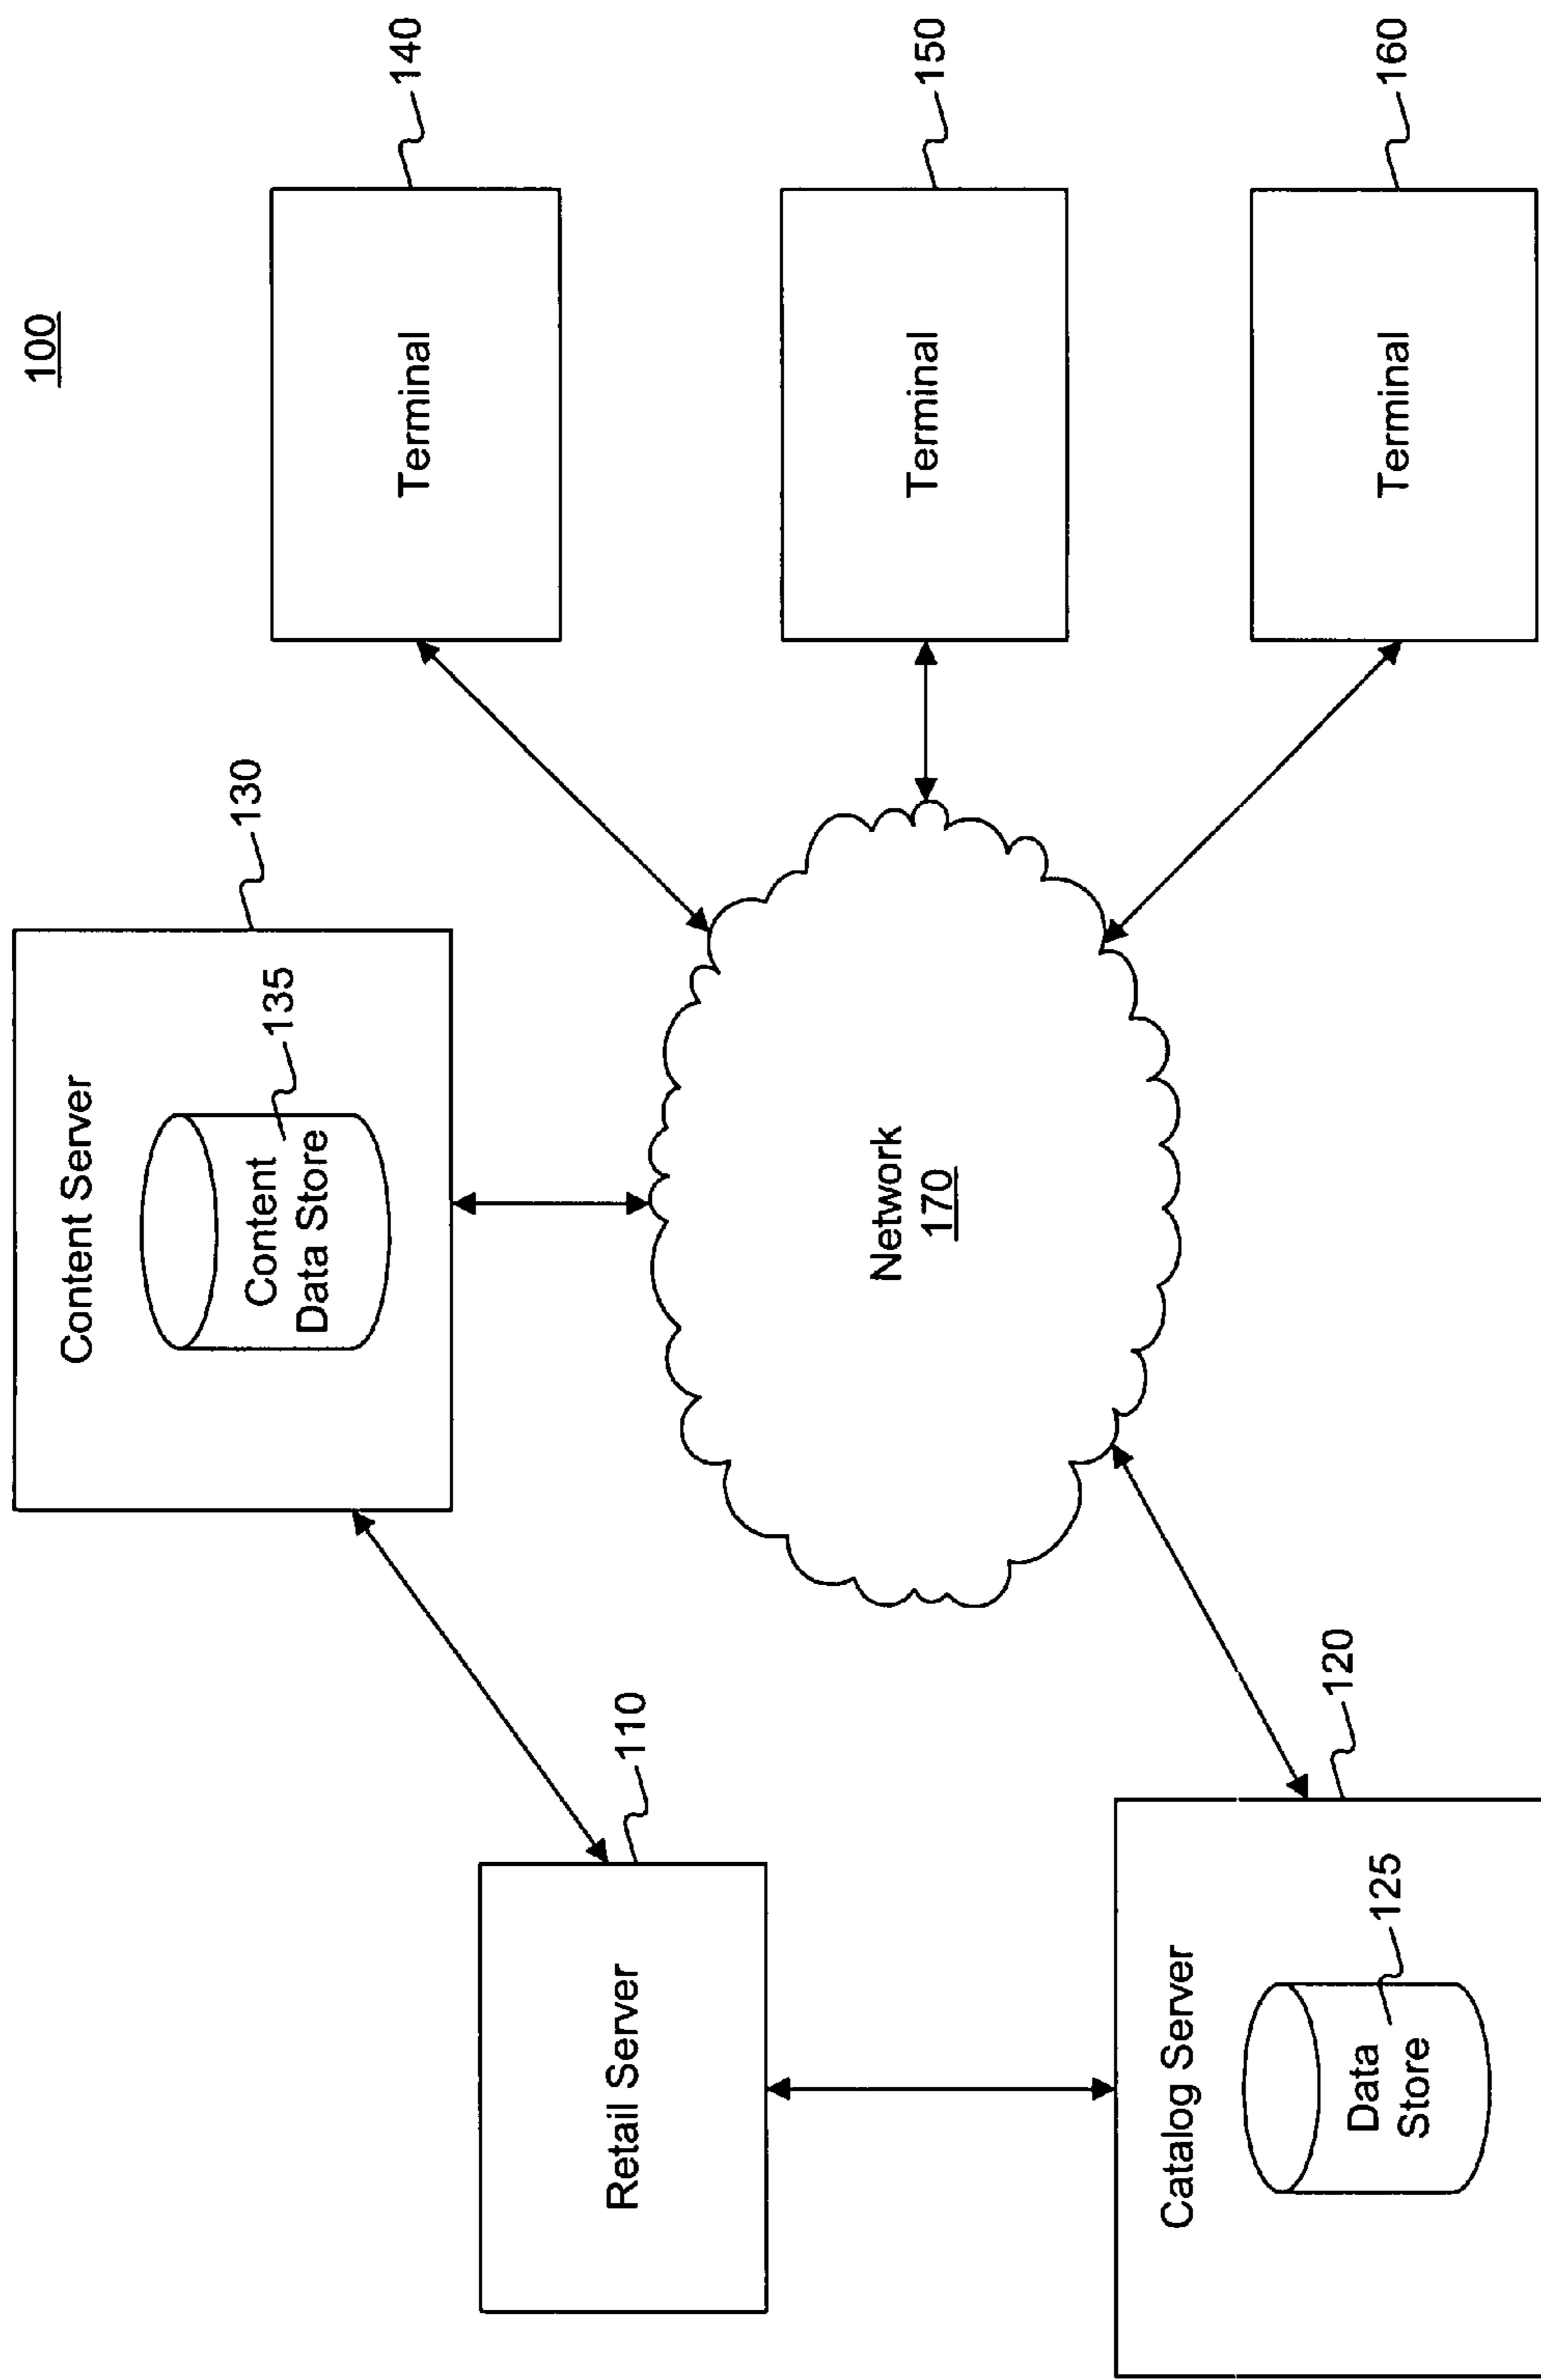 100
Content Server
130
Content
Data Store
135
Terminal
140
Retail Server
110
Network
170
Terminal
150
Catalog Server
120
Data
Store
125
Terminal
160